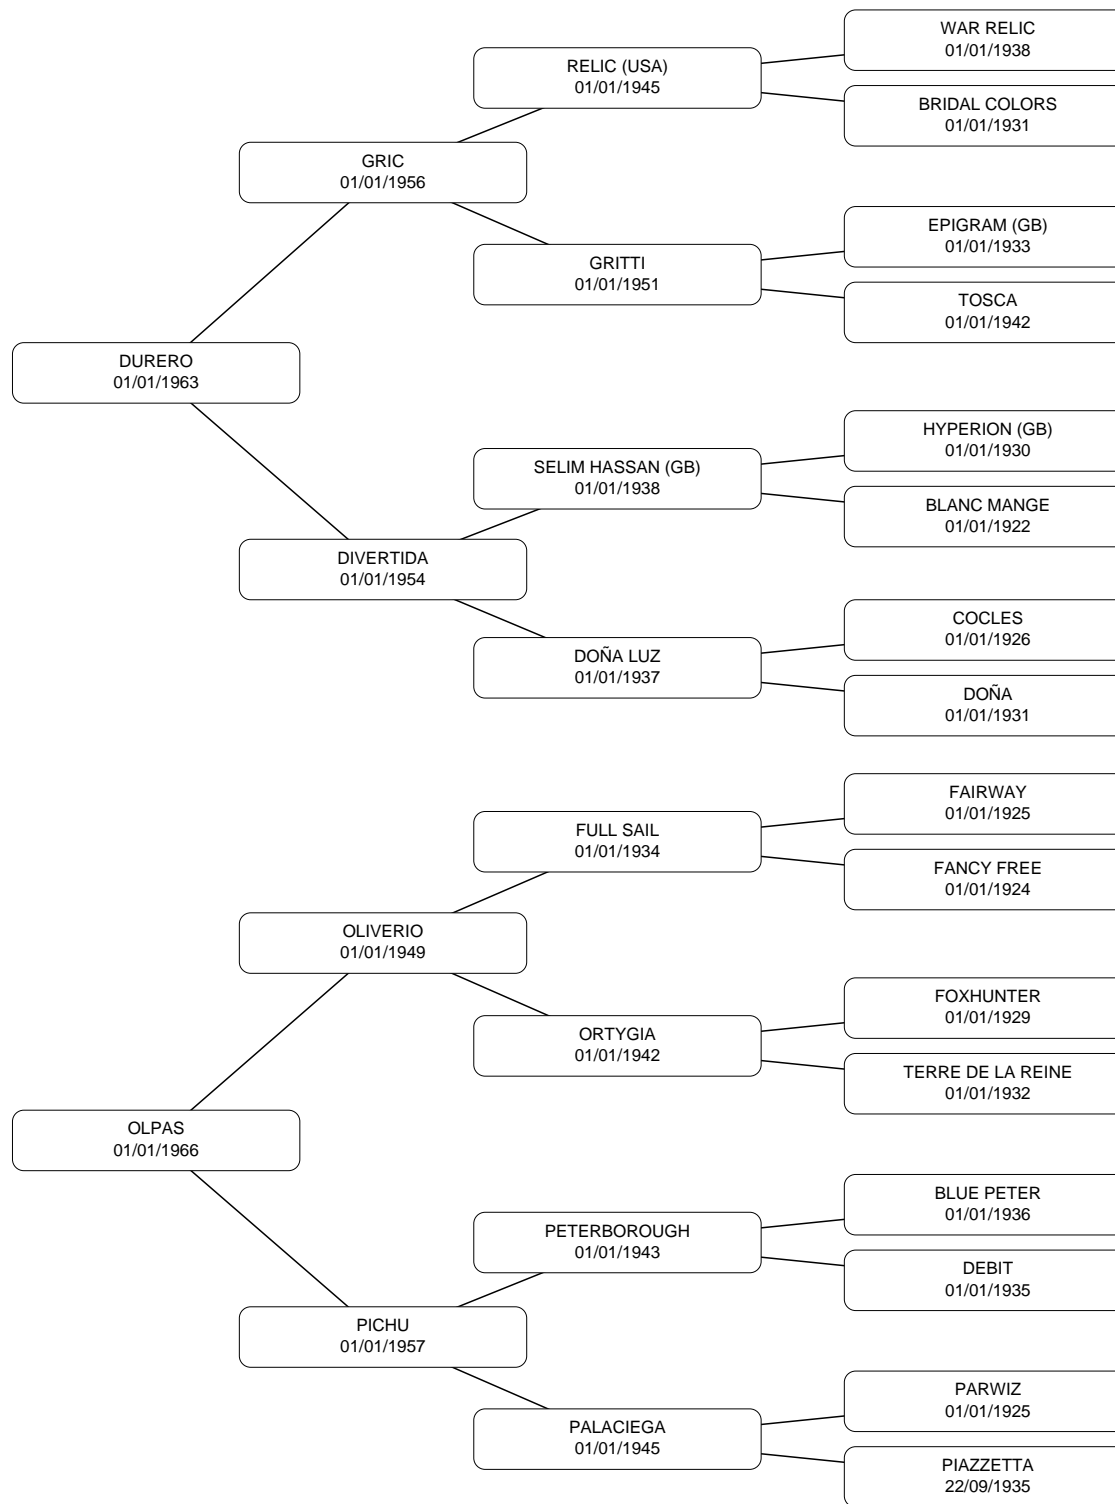 WAR RELIC
01/01/1938
RELIC (USA)
01/01/1945
BRIDAL COLORS
01/01/1931
GRIC
01/01/1956
EPIGRAM (GB)
01/01/1933
GRITTI
01/01/1951
TOSCA
01/01/1942
DURERO
01/01/1963
HYPERION (GB)
01/01/1930
SELIM HASSAN (GB)
01/01/1938
BLANC MANGE
01/01/1922
DIVERTIDA
01/01/1954
COCLES
01/01/1926
DOÑA LUZ
01/01/1937
DOÑA
01/01/1931
FAIRWAY
01/01/1925
FULL SAIL
01/01/1934
FANCY FREE
01/01/1924
OLIVERIO
01/01/1949
FOXHUNTER
01/01/1929
ORTYGIA
01/01/1942
TERRE DE LA REINE
01/01/1932
OLPAS
01/01/1966
BLUE PETER
01/01/1936
PETERBOROUGH
01/01/1943
DEBIT
01/01/1935
PICHU
01/01/1957
PARWIZ
01/01/1925
PALACIEGA
01/01/1945
PIAZZETTA
22/09/1935